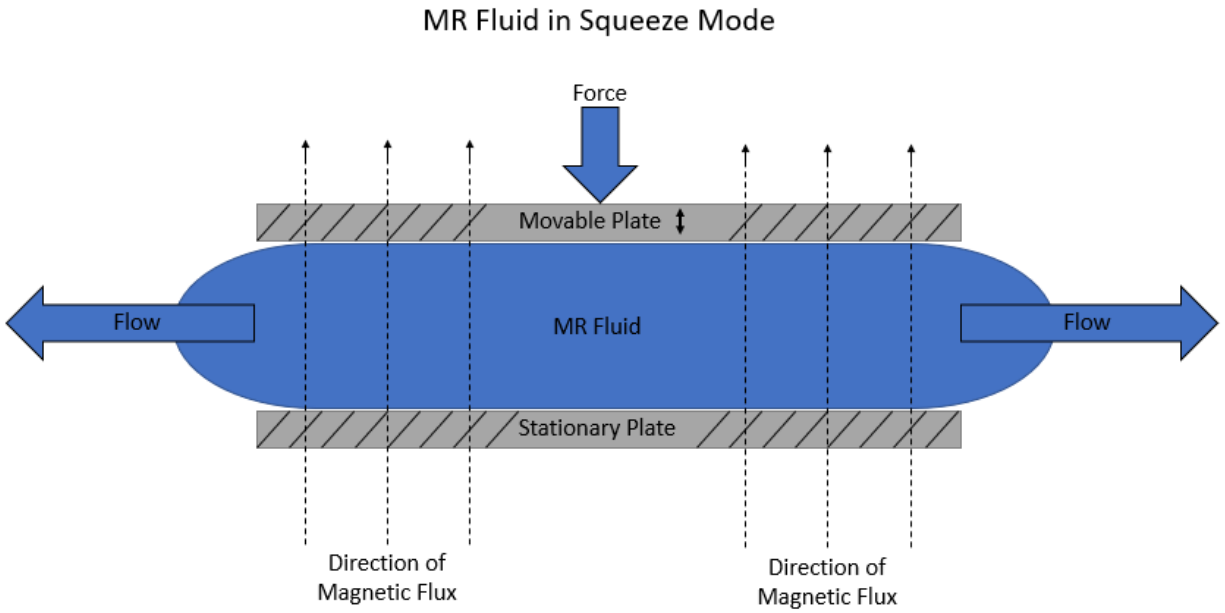 MR Fluid in Squeeze Mode
Force
Movable Plate
Flow
MR Fluid
Flow
Stationary Plate
Direction of
Magnetic Flux
Direction of
Magnetic Flux